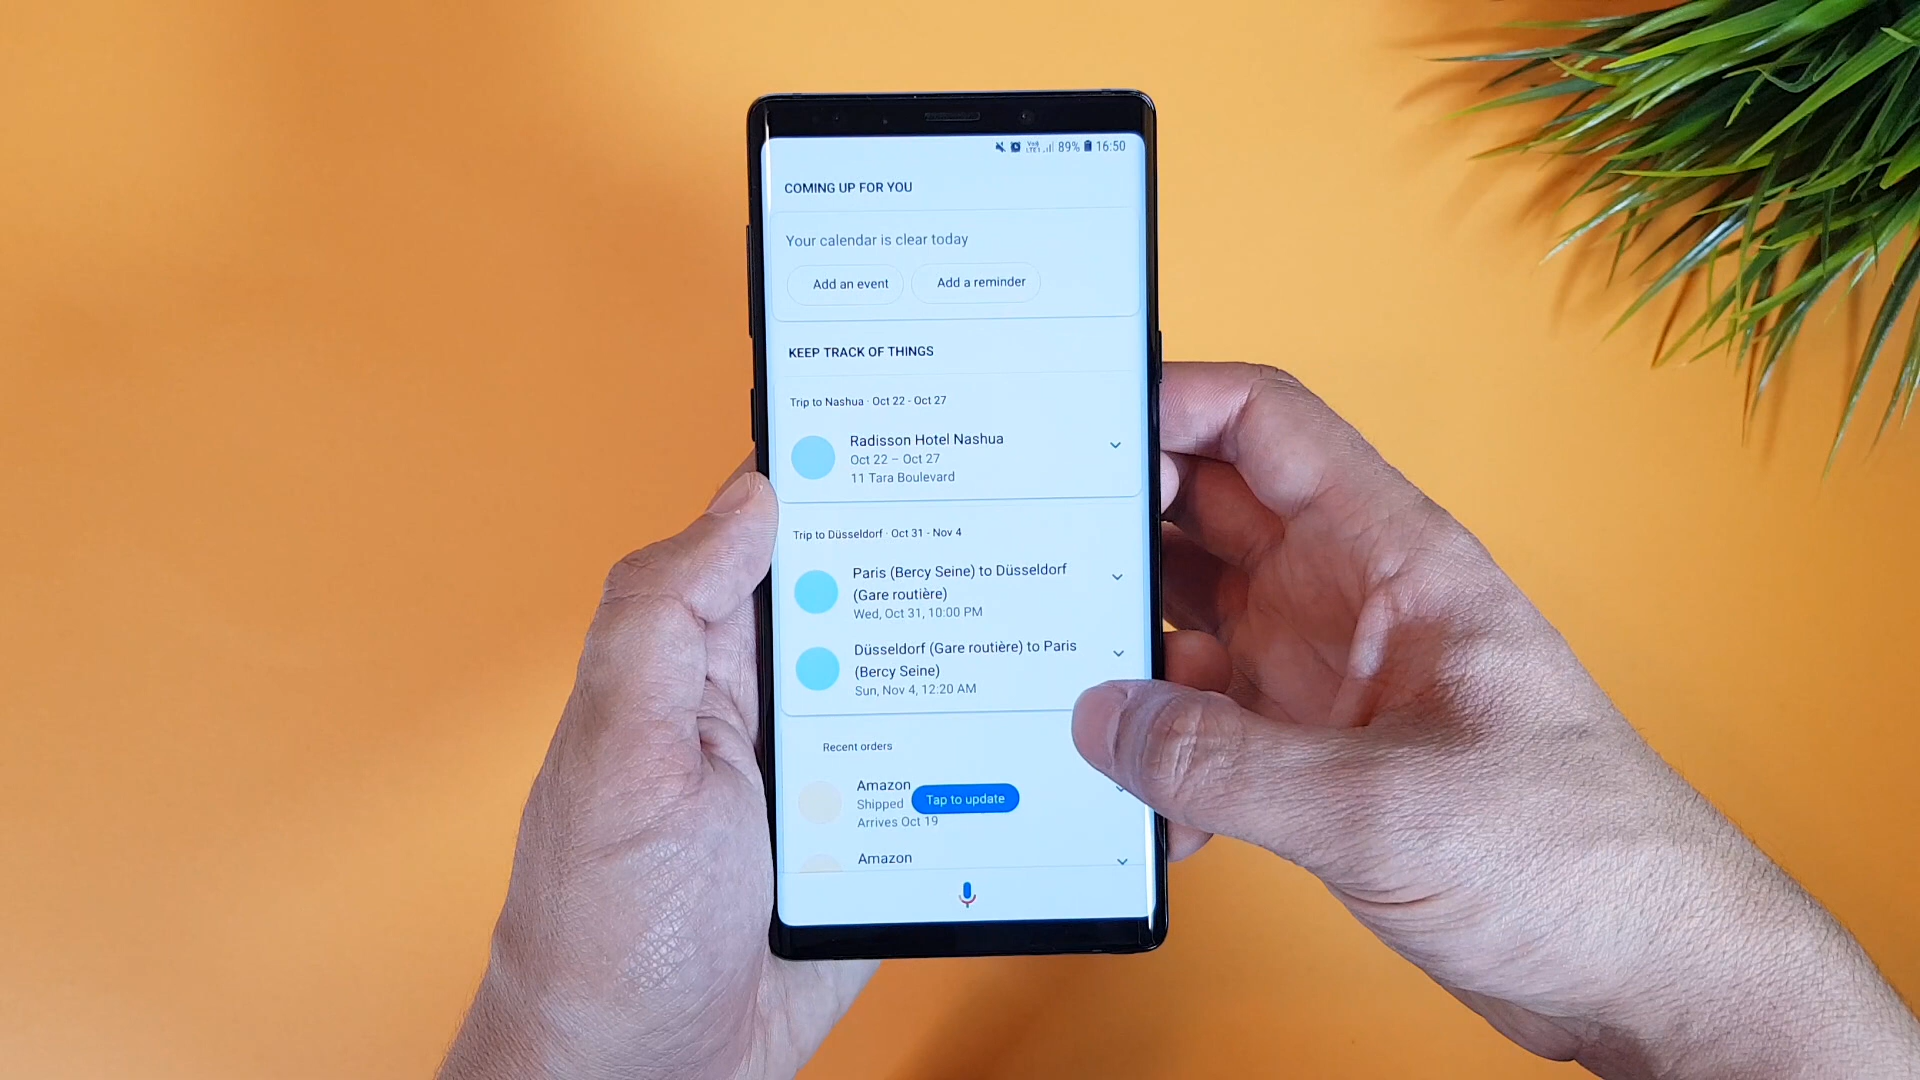 89% 16:50
COMING UP FOR YOU
Your calendar is clear today
Add an event Add a reminder
KEEP TRACK OF THINGS
Trip to Nashua · Oct 22 - Oct 27
Radisson Hotel Nashua
Oct 22 – Oct 27
11 Tara Boulevard
Trip to Düsseldorf · Oct 31 - Nov 4
Paris (Bercy Seine) to Düsseldorf
(Gare routière)
Wed, Oct 31, 10:00 PM
Düsseldorf (Gare routière) to Paris
(Bercy Seine)
Sun, Nov 4, 12:20 AM
Recent orders
Amazon
Shipped
Tap to update
Arrives Oct 19
Amazon